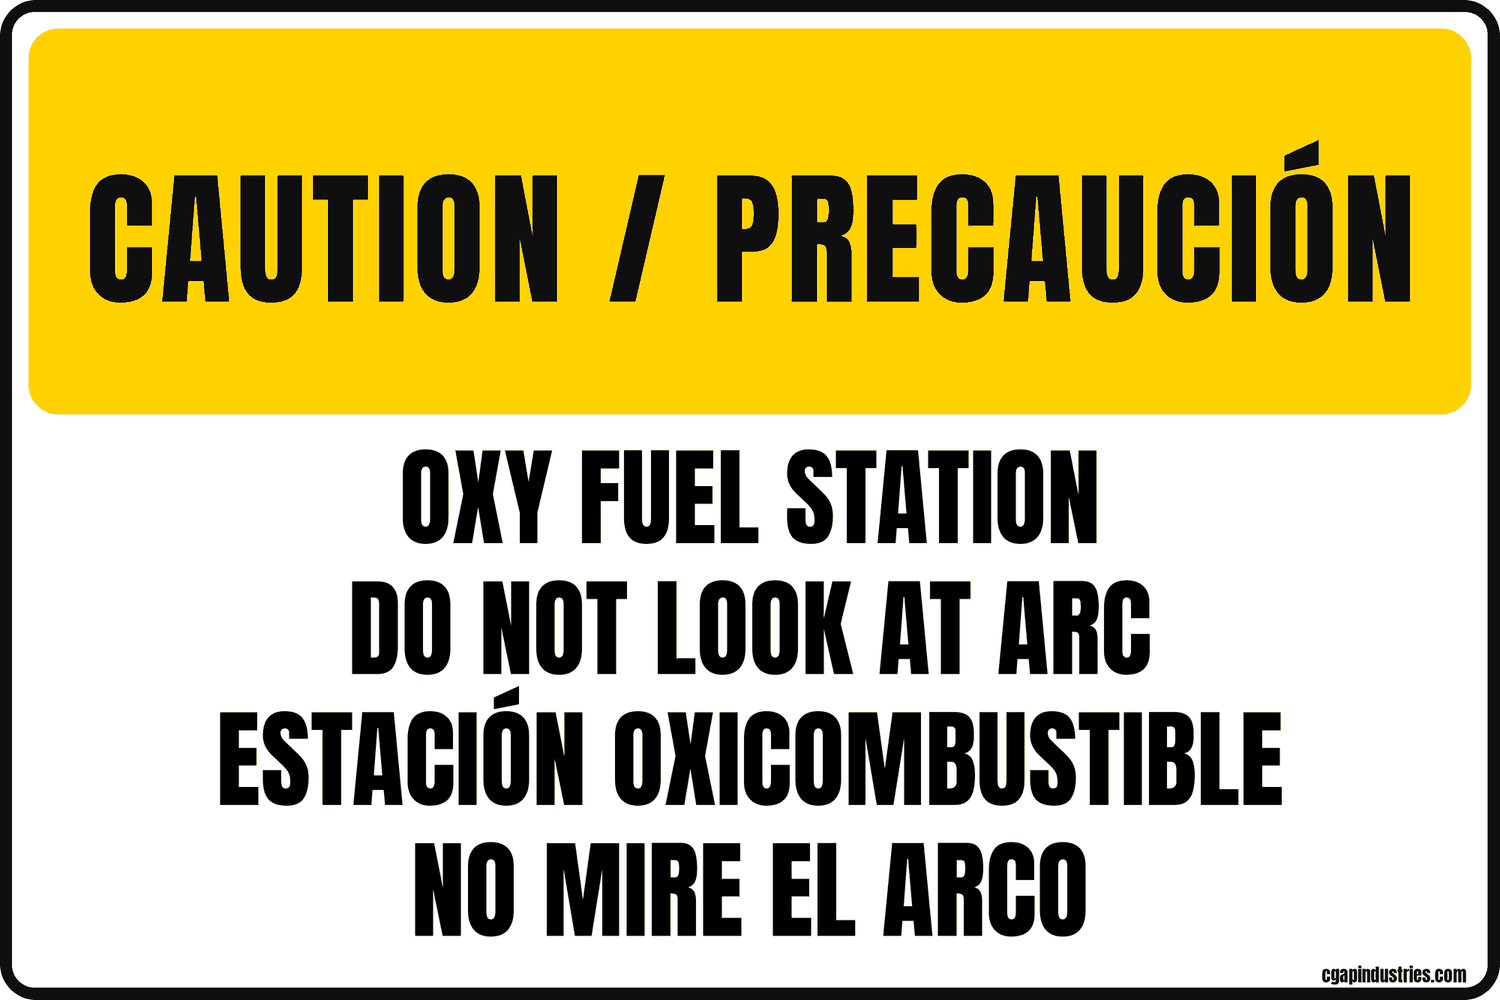 CAUTION / PRECAUCIÓN
OXY FUEL STATION
DO NOT LOOK AT ARC
ESTACIÓN OXICOMBUSTIBLE
NO MIRE EL ARCO
cgapindustries.com